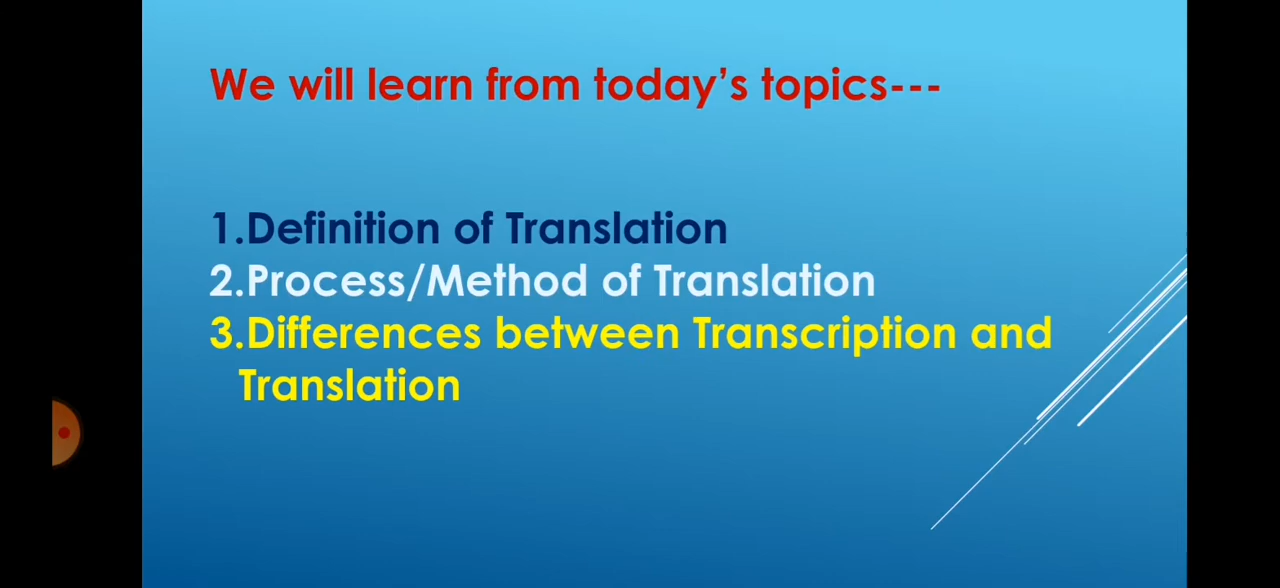 We will learn from today’s topics---
1.Definition of Translation
2.Process/Method of Translation
3.Differences between Transcription and
Translation